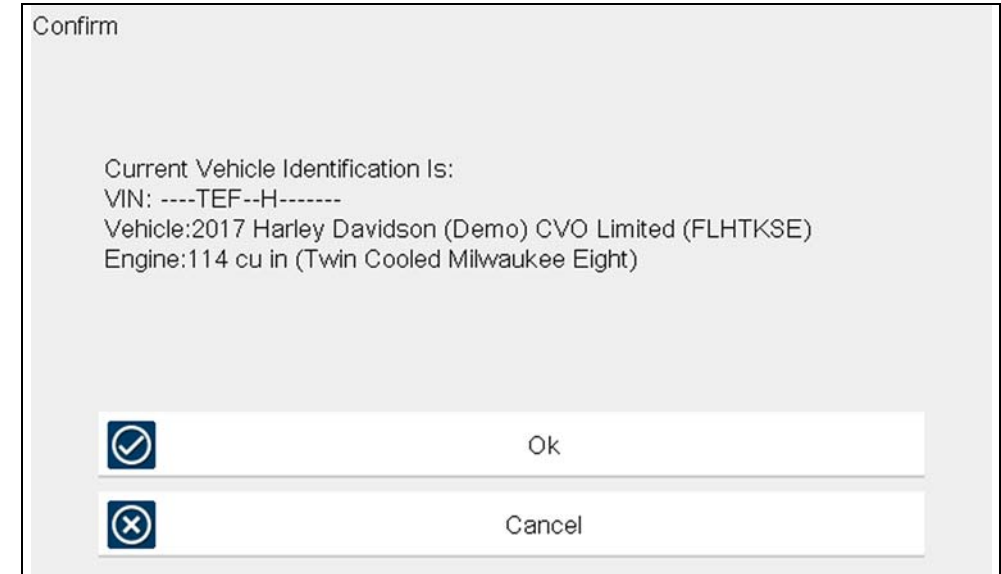 Confirm
Current Vehicle Identification Is:
VIN: ----TEF--H-------
Vehicle:2017 Harley Davidson (Demo) CVO Limited (FLHTKSE)
Engine:114 cu in (Twin Cooled Milwaukee Eight)
Ok
Cancel